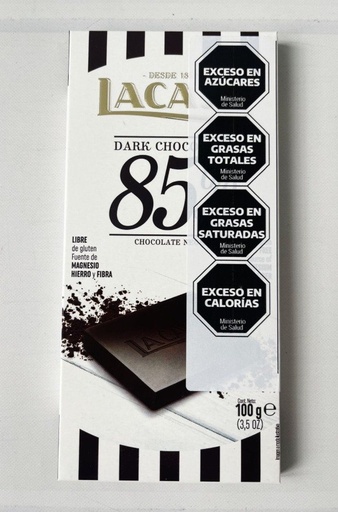 DESDE 18
LACA
DARK CHOC
85
CHOCOLATE N
LIBRE
de gluten
Fuente de
MAGNESIO
HIERRO y FIBRA
EXCESO EN
AZÚCARES
Ministerio
de Salud
EXCESO EN
GRASAS
TOTALES
Ministerio
de Salud
EXCESO EN
GRASAS
SATURADAS
Ministerio
de Salud
EXCESO EN
CALORÍAS
Ministerio
de Salud
Cont. Neto:
100 g e
(3,5 OZ)